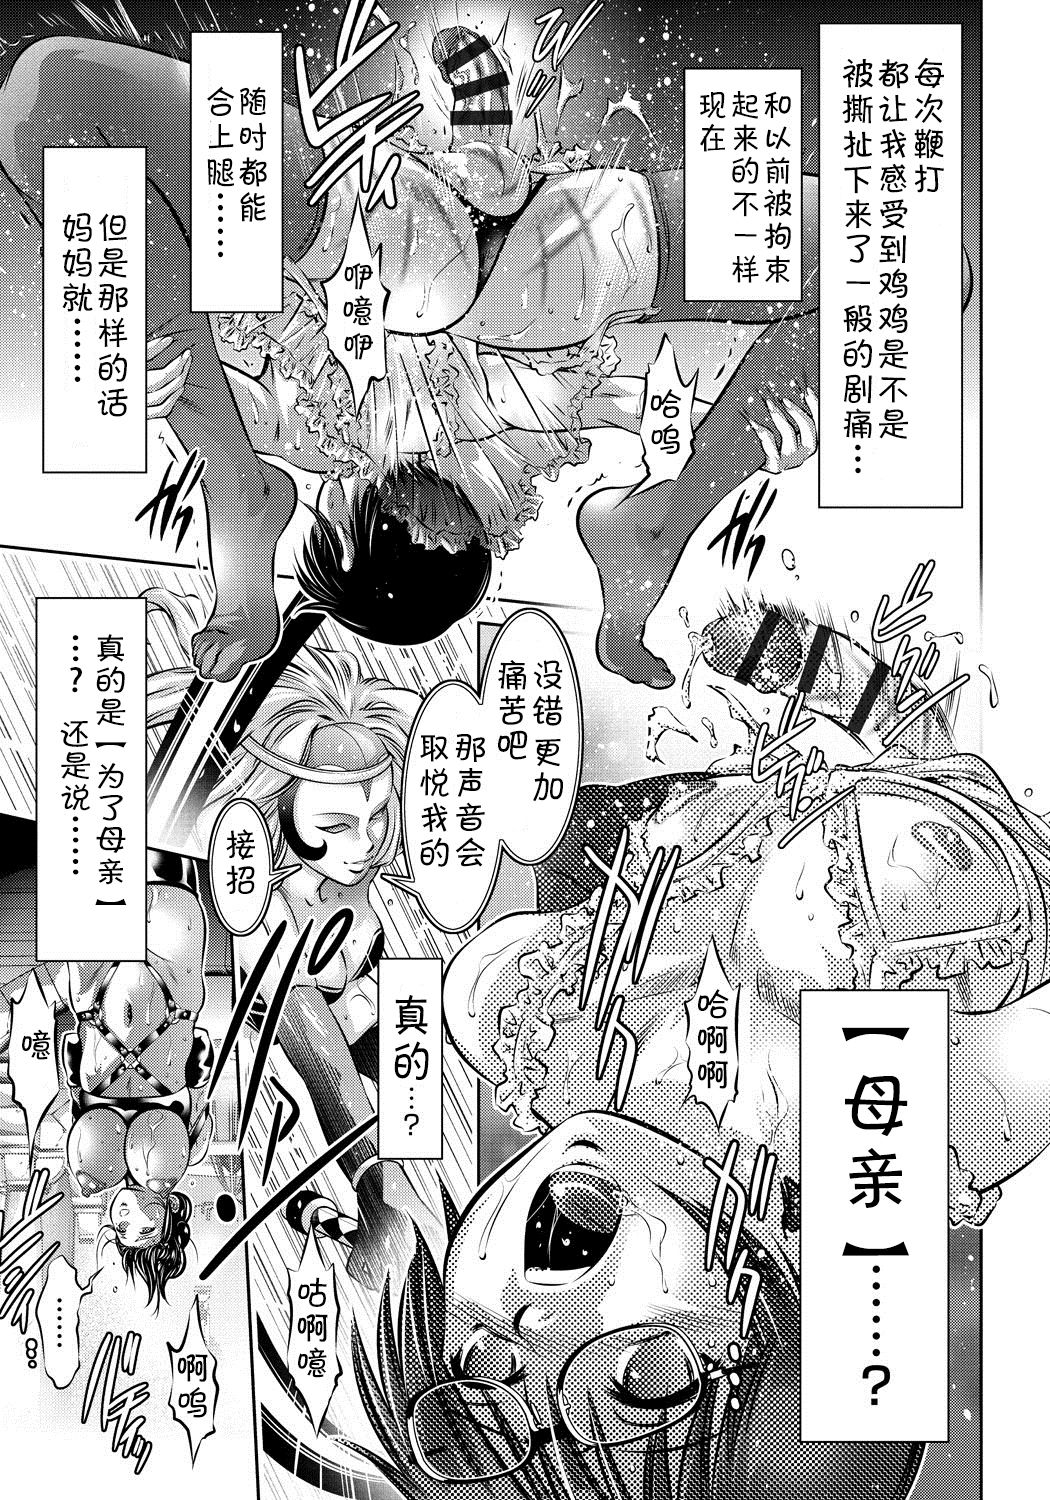 每次鞭打
都让我感受到鸡鸡是不是
被撕扯下来了一般的剧痛…
和以前被拘束
起来的不一样
现在
随时都能
合上腿……
但是那样的话
妈妈就……
咿噫咿
哈呜
没错更加
痛苦吧
那声音会
取悦我的
接招
真的是【为了母亲】
…? 还是说……
哈啊啊
【母亲】……?
真的…?
噫
咕啊噫
……
啊呜